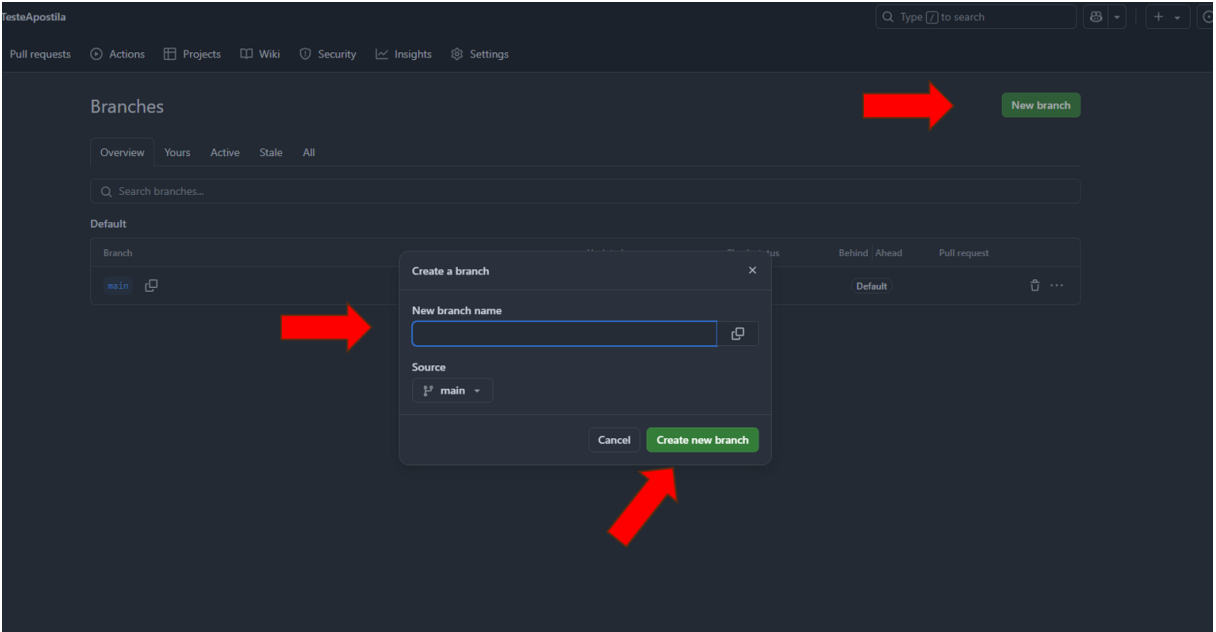 TesteApostila
Type / to search
Pull requests Actions Projects Wiki Security Insights Settings
Branches
New branch
Overview Yours Active Stale All
Search branches...
Default
Branch Behind Ahead Pull request
main Default
Create a branch
New branch name
Source
main
Cancel Create new branch